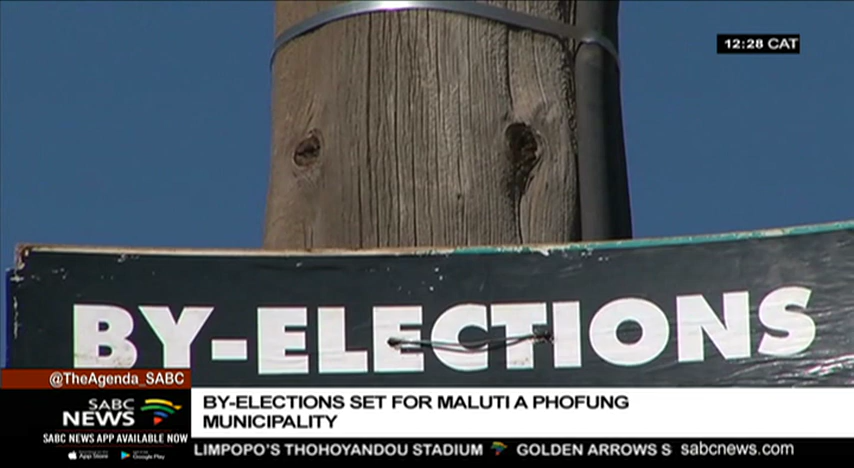 12:28 CAT
BY-ELECTIONS
@TheAgenda_SABC
SABC
NEWS
SABC NEWS APP AVAILABLE NOW
App Store
Google Play
BY-ELECTIONS SET FOR MALUTI A PHOFUNG
MUNICIPALITY
LIMPOPO'S THOHOYANDOU STADIUM GOLDEN ARROWS S sabcnews.com